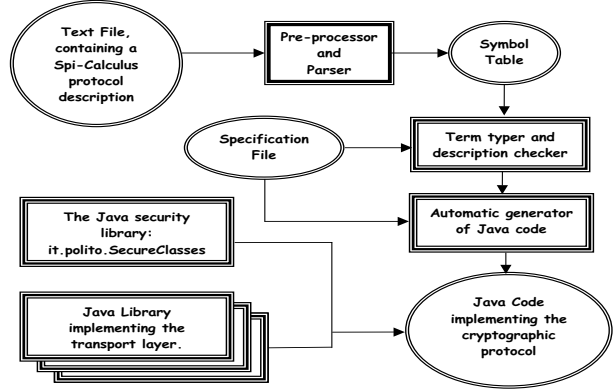 Text File,
containing a
Spi-Calculus
protocol
description
Pre-processor
and
Parser
Symbol
Table
Specification
File
Term typer and
description checker
The Java security
library:
it.polito.SecureClasses
Automatic generator
of Java code
Java Library
implementing the
transport layer.
Java Code
implementing the
cryptographic
protocol